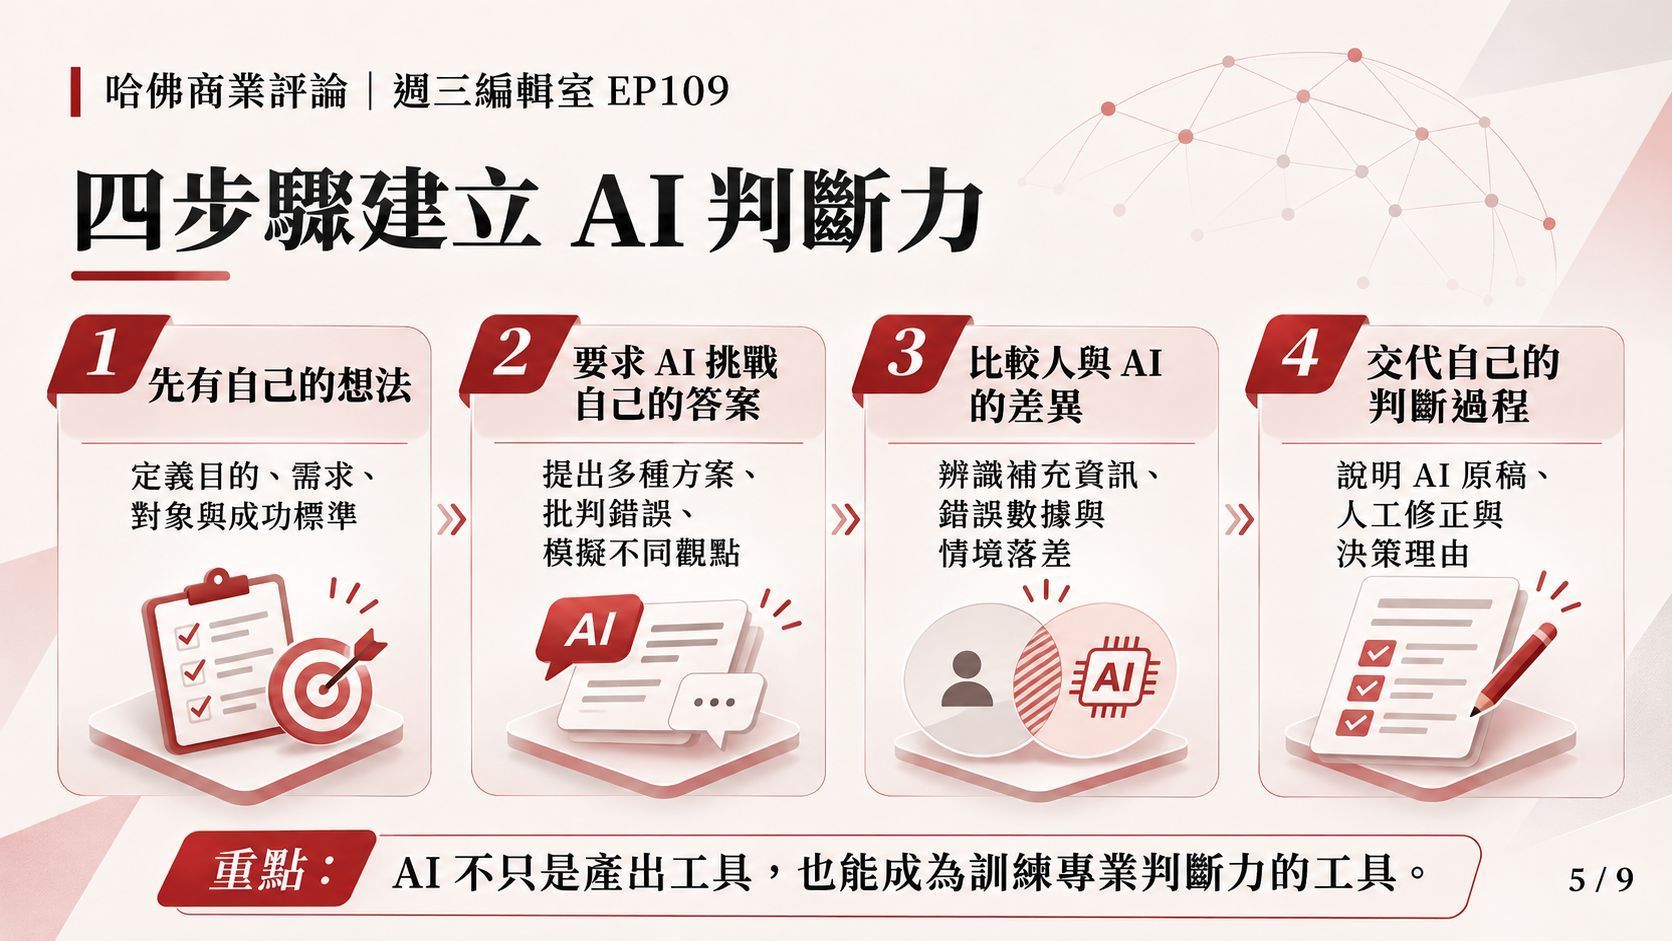 哈佛商業評論｜週三編輯室 EP109
四步驟建立 AI 判斷力
1
先有自己的想法
定義目的、需求、
對象與成功標準
2
要求 AI 挑戰
自己的答案
提出多種方案、
批判錯誤、
模擬不同觀點
AI
3
比較人與 AI
的差異
辨識補充資訊、
錯誤數據與
情境落差
AI
4
交代自己的
判斷過程
說明 AI 原稿、
人工修正與
決策理由
重點：
AI 不只是產出工具，也能成為訓練專業判斷力的工具。
5 / 9